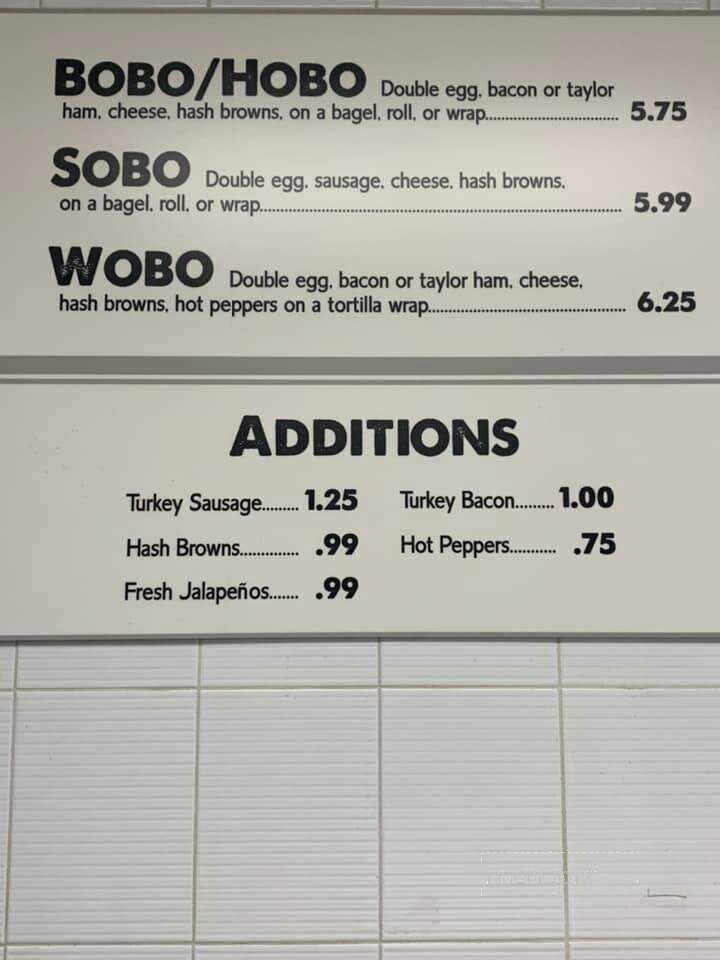 BOBO/HOBO Double egg, bacon or taylor
ham, cheese, hash browns, on a bagel, roll, or wrap.............................. 5.75
SOBO Double egg, sausage, cheese, hash browns,
on a bagel, roll, or wrap.................................................................................. 5.99
WOBO Double egg, bacon or taylor ham, cheese,
hash browns, hot peppers on a tortilla wrap............................................. 6.25
ADDITIONS
Turkey Sausage........ 1.25 Turkey Bacon......... 1.00
Hash Browns............. .99 Hot Peppers........... .75
Fresh Jalapeños....... .99